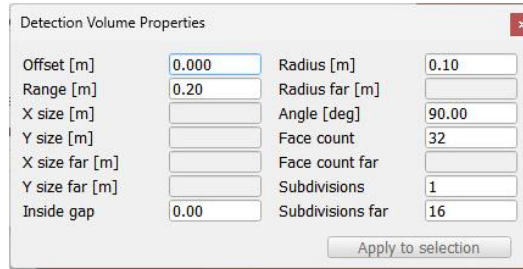 Detection Volume Properties
Offset [m] 0.000 Radius [m] 0.10
Range [m] 0.20 Radius far [m]
X size [m] Angle [deg] 90.00
Y size [m] Face count 32
X size far [m] Face count far
Y size far [m] Subdivisions 1
Inside gap 0.00 Subdivisions far 16
Apply to selection